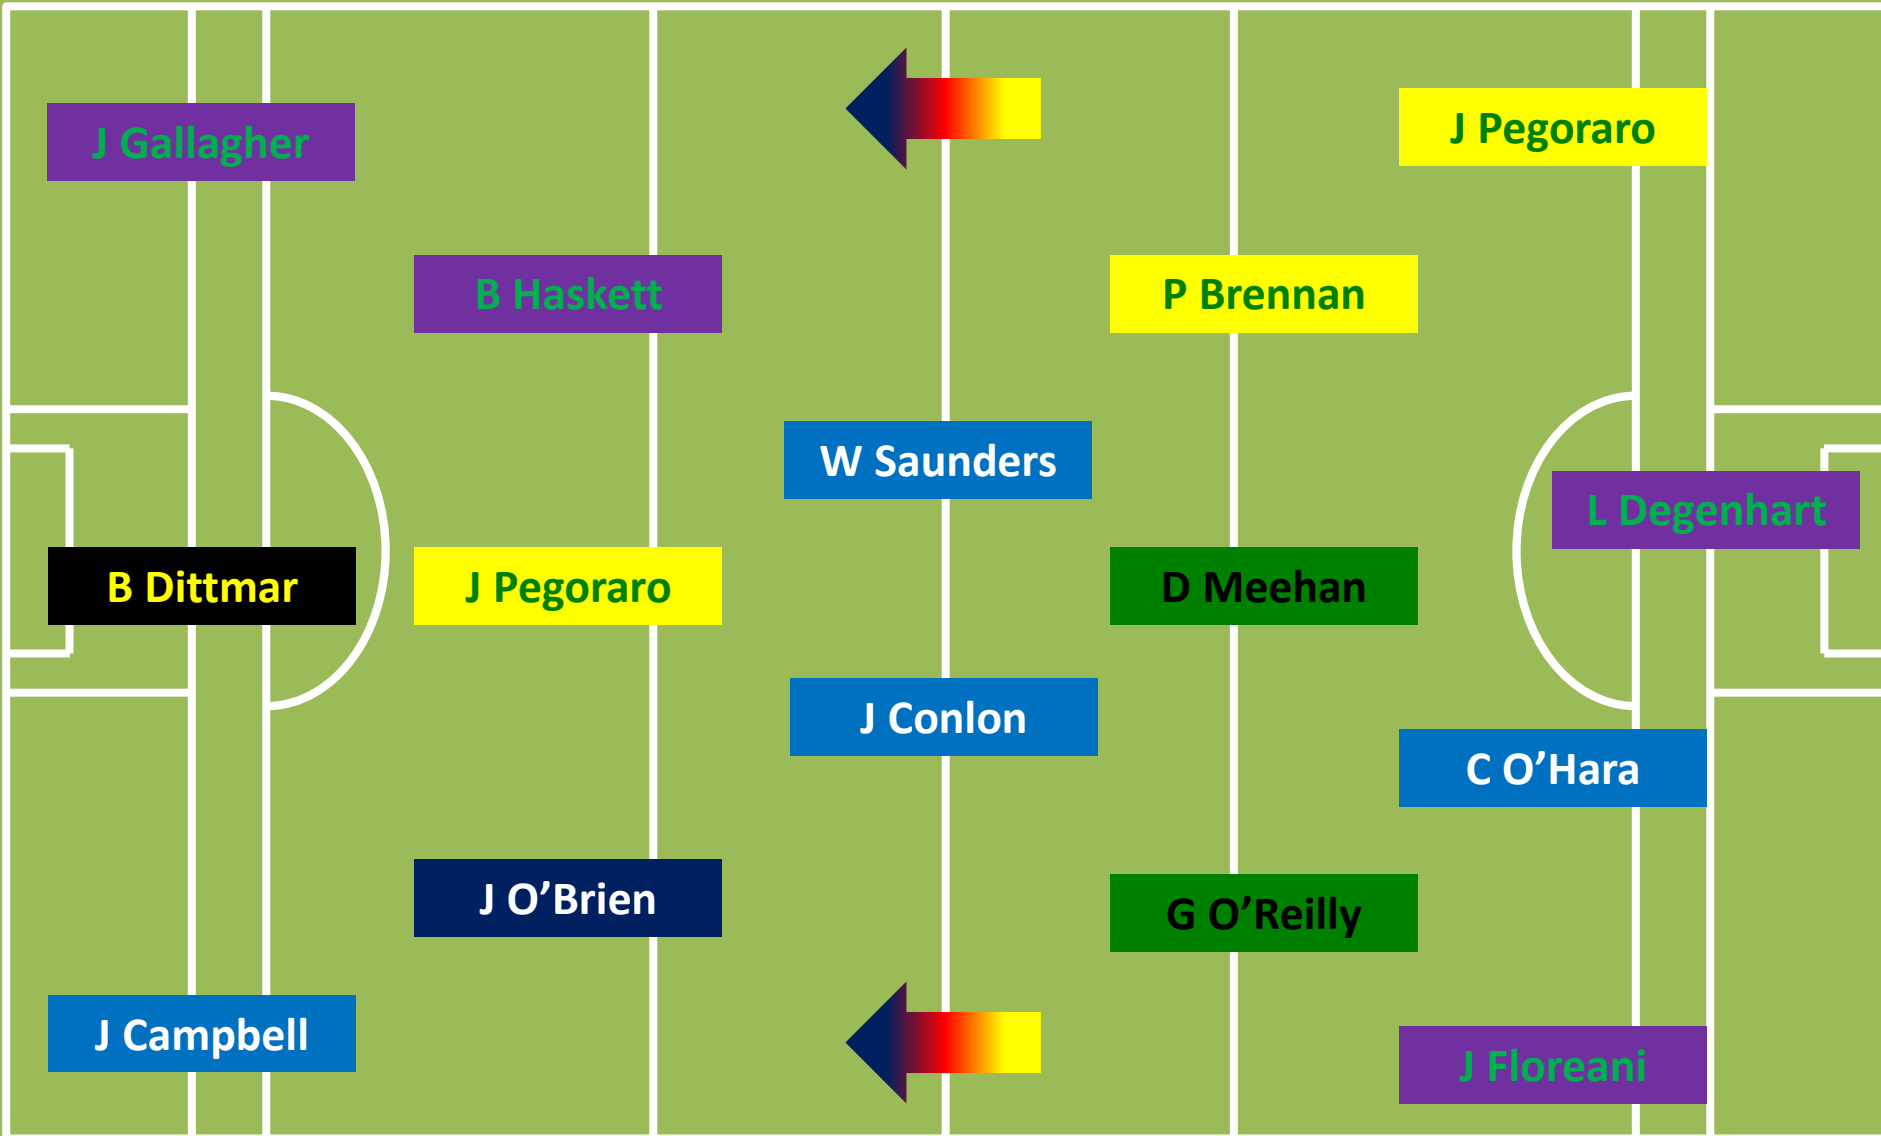 J Gallagher
J Pegoraro
B Haskett
P Brennan
W Saunders
L Degenhart
B Dittmar
J Pegoraro
D Meehan
J Conlon
C O’Hara
J O’Brien
G O’Reilly
J Campbell
J Floreani